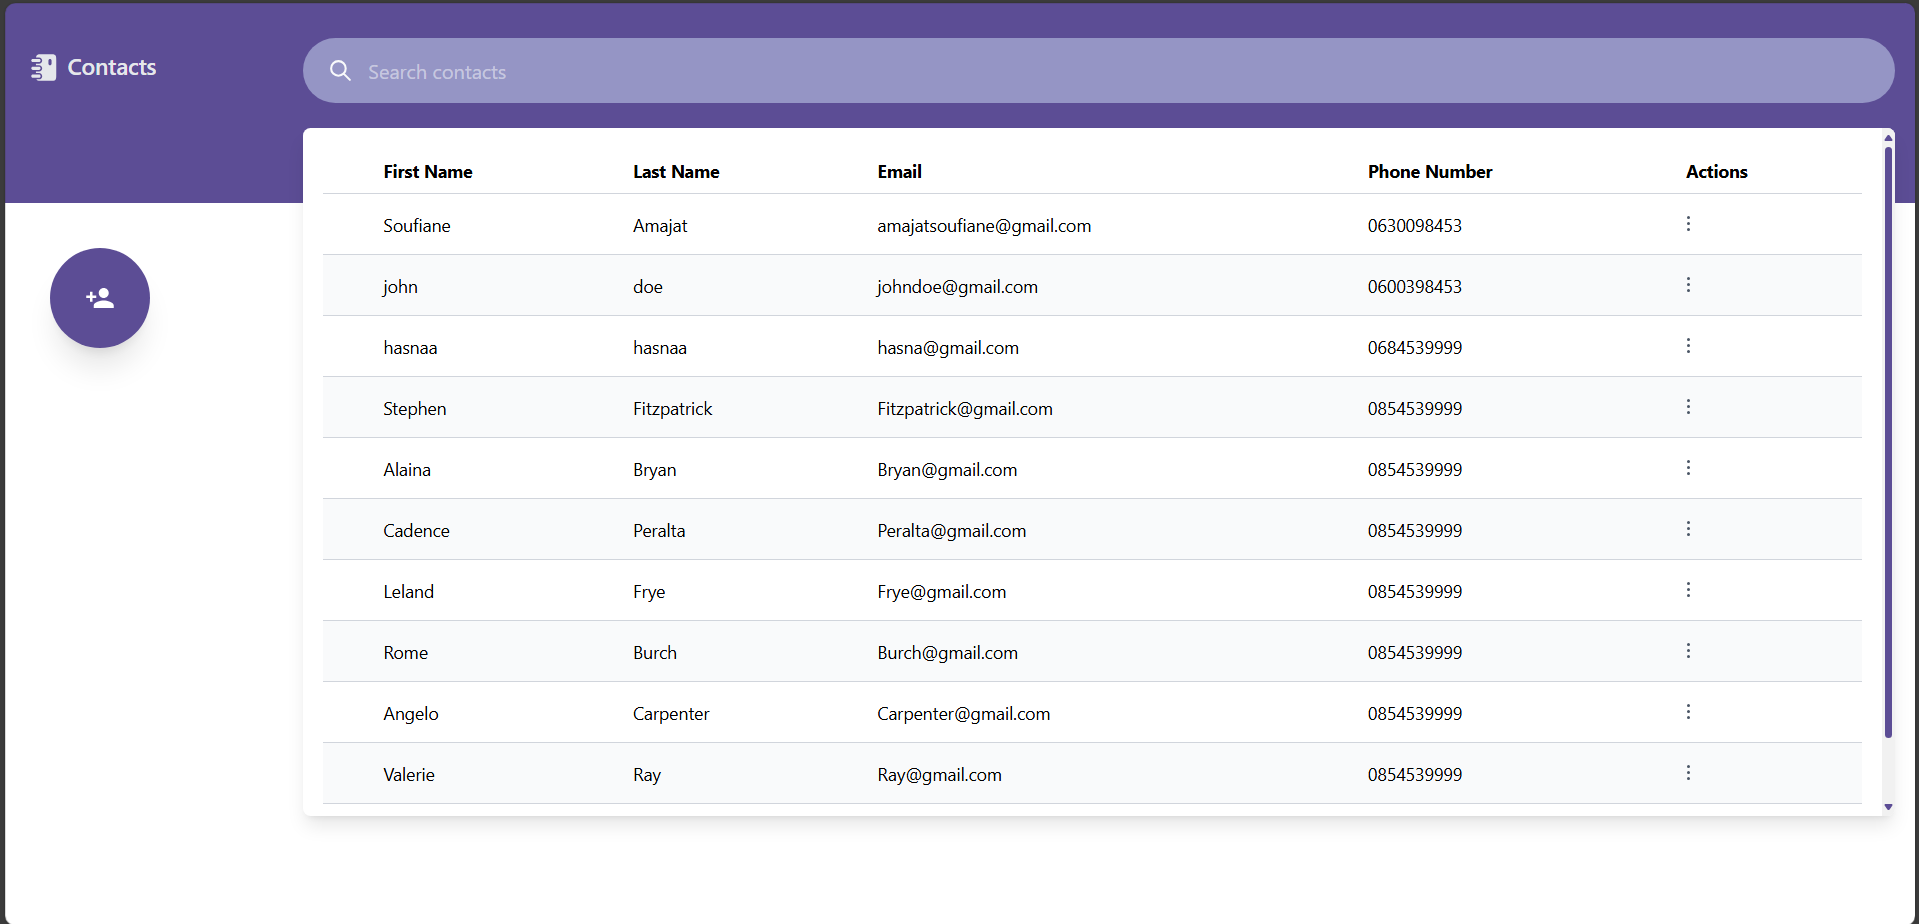 Contacts
Search contacts
First Name Last Name Email Phone Number Actions
Soufiane Amajat amajatsoufiane@gmail.com 0630098453
john doe johndoe@gmail.com 0600398453
hasnaa hasnaa hasna@gmail.com 0684539999
Stephen Fitzpatrick Fitzpatrick@gmail.com 0854539999
Alaina Bryan Bryan@gmail.com 0854539999
Cadence Peralta Peralta@gmail.com 0854539999
Leland Frye Frye@gmail.com 0854539999
Rome Burch Burch@gmail.com 0854539999
Angelo Carpenter Carpenter@gmail.com 0854539999
Valerie Ray Ray@gmail.com 0854539999